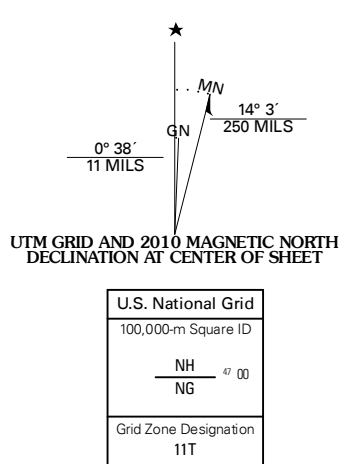 ★
MN
14° 3´
250 MILS
GN
0° 38´
11 MILS
UTM GRID AND 2010 MAGNETIC NORTH
DECLINATION AT CENTER OF SHEET
U.S. National Grid
100,000-m Square ID
NH
47 00
NG
Grid Zone Designation
11T